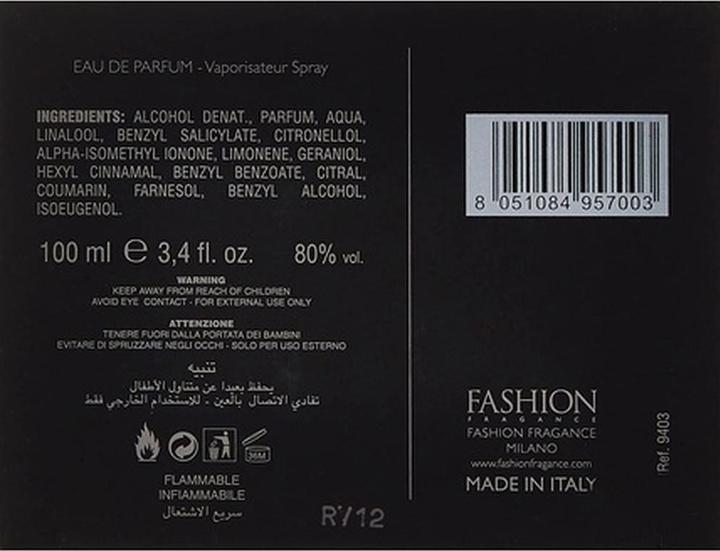 EAU DE PARFUM - Vaporisateur Spray
INGREDIENTS: ALCOHOL DENAT., PARFUM, AQUA,
LINALOOL, BENZYL SALICYLATE, CITRONELLOL,
ALPHA-ISOMETHYL IONONE, LIMONENE, GERANIOL,
HEXYL CINNAMAL, BENZYL BENZOATE, CITRAL,
COUMARIN, FARNESOL, BENZYL ALCOHOL,
ISOEUGENOL.
100 ml e 3,4 fl. oz. 80% vol.
WARNING
KEEP AWAY FROM REACH OF CHILDREN
AVOID EYE CONTACT - FOR EXTERNAL USE ONLY
ATTENZIONE
TENERE FUORI DALLA PORTATA DEI BAMBINI
EVITARE DI SPRUZZARE NEGLI OCCHI - SOLO PER USO ESTERNO
تنبيه
يحفظ بعيدا عن متناول الأطفال
تفادي الاتصال بالعين - للاستخدام الخارجي فقط
36M
FLAMMABLE
INFIAMMABILE
سريع الاشتعال
RY12
8 051084 957003
FASHION
FRAGANCE
FASHION FRAGANCE
MILANO
www.fashionfragance.com
MADE IN ITALY
Ref. 9403